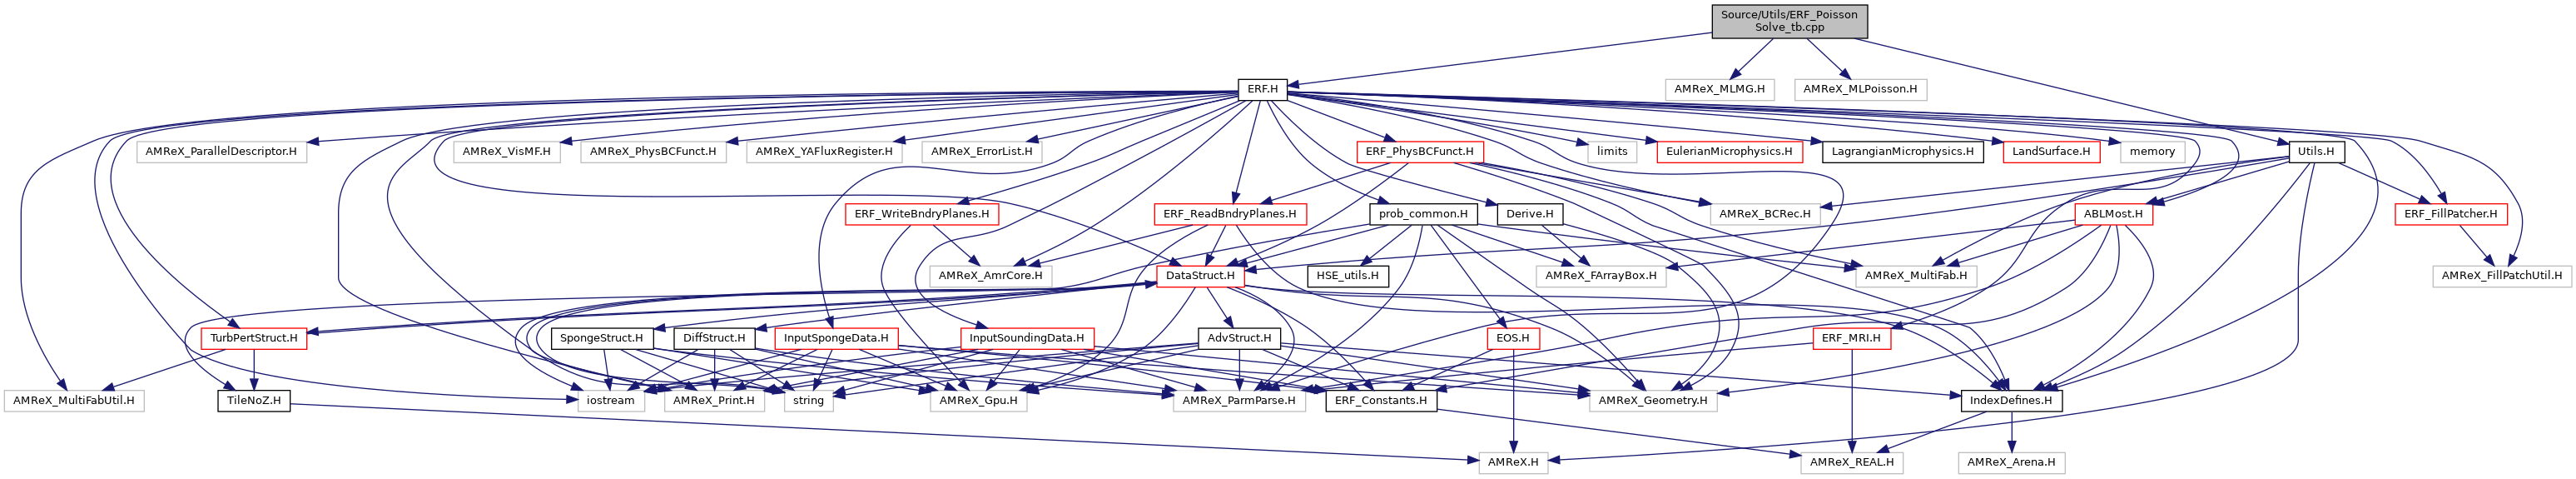 Source/Utils/ERF_Poisson
Solve_tb.cpp
ERF.H
AMReX_MLMG.H
AMReX_MLPoisson.H
AMReX_ParallelDescriptor.H
AMReX_VisMF.H
AMReX_PhysBCFunct.H
AMReX_YAFluxRegister.H
AMReX_ErrorList.H
ERF_PhysBCFunct.H
limits
EulerianMicrophysics.H
LagrangianMicrophysics.H
LandSurface.H
memory
Utils.H
ERF_WriteBndryPlanes.H
ERF_ReadBndryPlanes.H
prob_common.H
Derive.H
AMReX_BCRec.H
ABLMost.H
ERF_FillPatcher.H
AMReX_AmrCore.H
DataStruct.H
HSE_utils.H
AMReX_FArrayBox.H
AMReX_MultiFab.H
AMReX_FillPatchUtil.H
TurbPertStruct.H
SpongeStruct.H
DiffStruct.H
InputSpongeData.H
InputSoundingData.H
AdvStruct.H
EOS.H
ERF_MRI.H
AMReX_MultiFabUtil.H
TileNoZ.H
iostream
AMReX_Print.H
string
AMReX_Gpu.H
AMReX_ParmParse.H
ERF_Constants.H
AMReX_Geometry.H
IndexDefines.H
AMReX.H
AMReX_REAL.H
AMReX_Arena.H